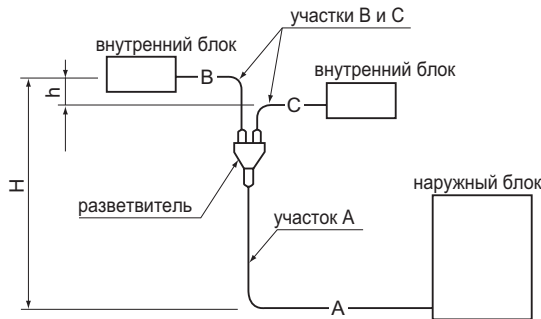 участки B и C
внутренний блок
внутренний блок
B
h
C
H
разветвитель
наружный блок
участок A
A